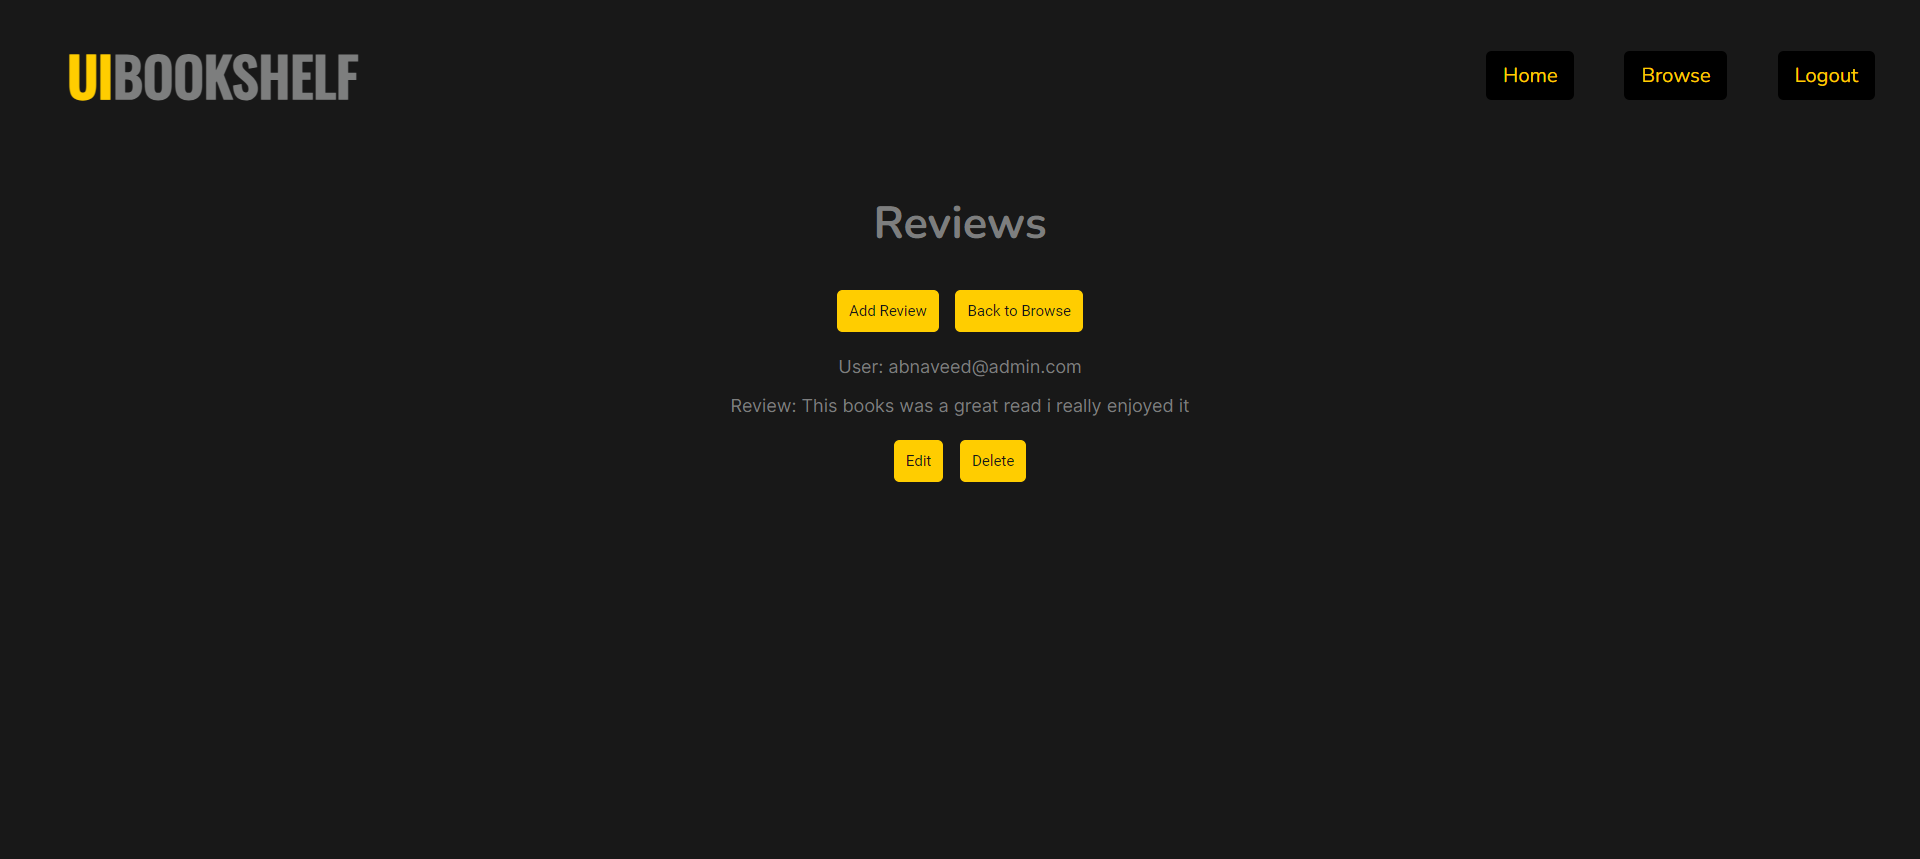 UIBOOKSHELF
Home Browse Logout
Reviews
Add Review Back to Browse
User: abnaveed@admin.com
Review: This books was a great read i really enjoyed it
Edit Delete